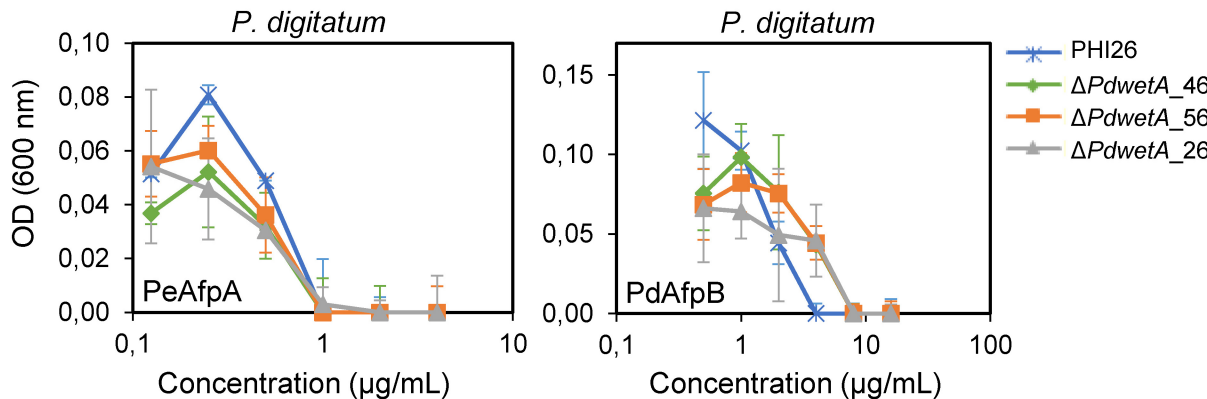 P. digitatum
P. digitatum
OD (600 nm)
0,10
0,08
0,06
0,04
0,02
0,00
PeAfpA
0,1
1
10
Concentration (µg/mL)
0,15
0,10
0,05
0,00
PdAfpB
0,1
1
10
100
Concentration (µg/mL)
PHI26
ΔPdwetA_46
ΔPdwetA_56
ΔPdwetA_26